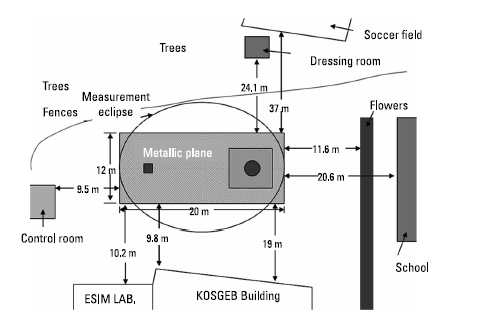 Soccer field
Trees
Dressing room
24,1 m
Trees
Measurement
eclipse
37 m
Flowers
Fences
Metallic plane
11.6 m
12 m
20.6 m
9.5 m
20 m
Control room
9.8 m
19 m
10.2 m
School
ESIM LAB,
KOSGEB Building